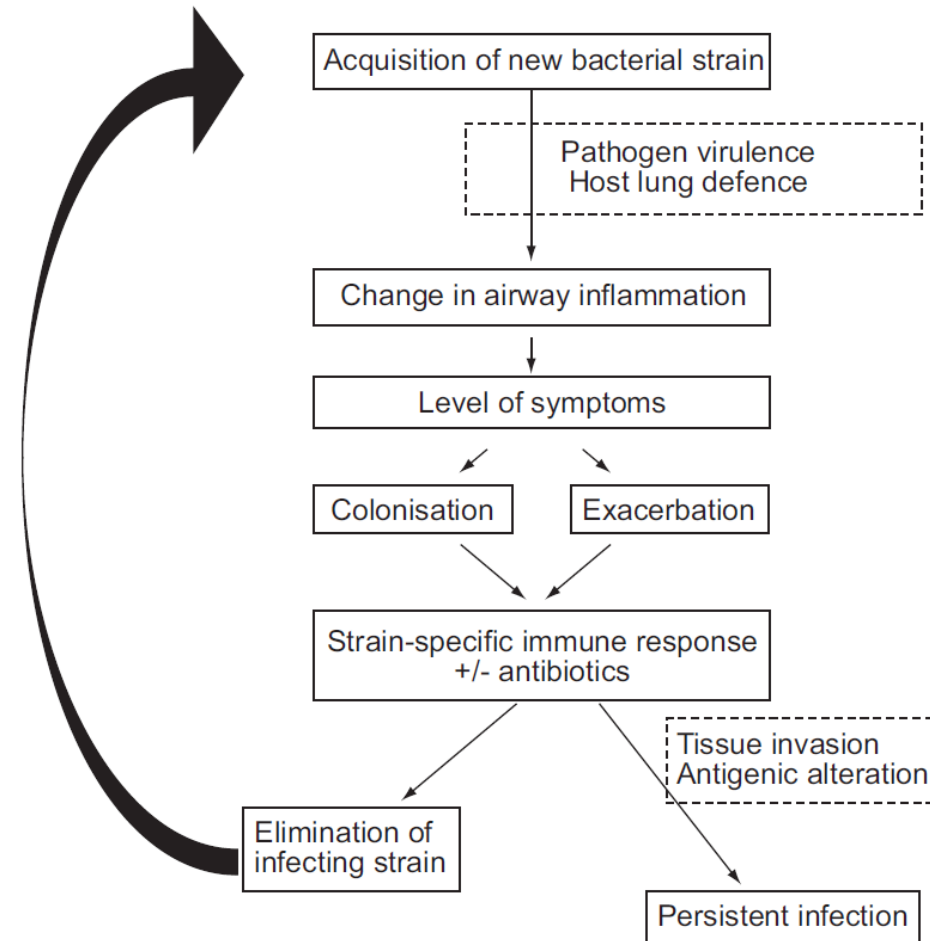 Acquisition of new bacterial strain
Pathogen virulence
Host lung defence
Change in airway inflammation
Level of symptoms
Colonisation
Exacerbation
Strain-specific immune response
+/- antibiotics
Tissue invasion
Antigenic alteration
Elimination of
infecting strain
Persistent infection